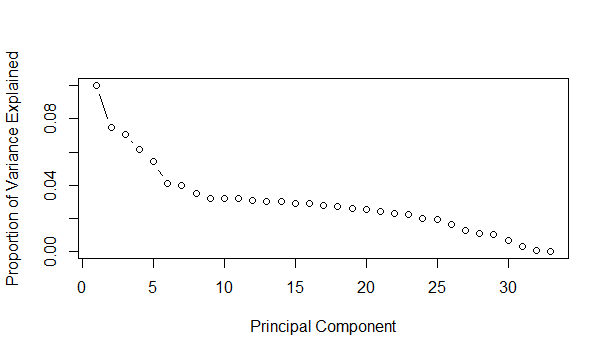 Proportion of Variance Explained
0.08
0.04
0.00
0 5 10 15 20 25 30
Principal Component